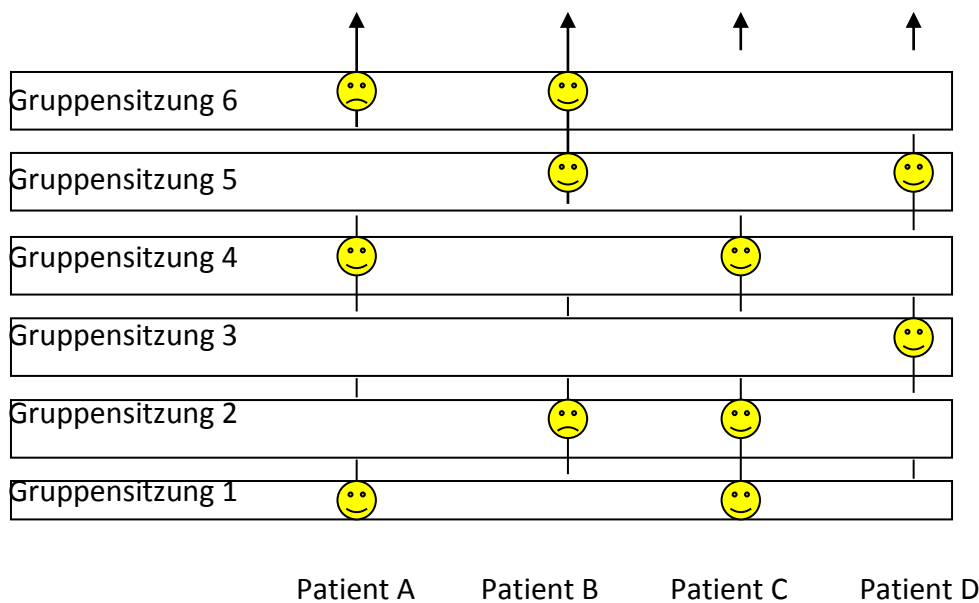 Gruppensitzung 6
Gruppensitzung 5
Gruppensitzung 4
Gruppensitzung 3
Gruppensitzung 2
Gruppensitzung 1
Patient A Patient B Patient C Patient D